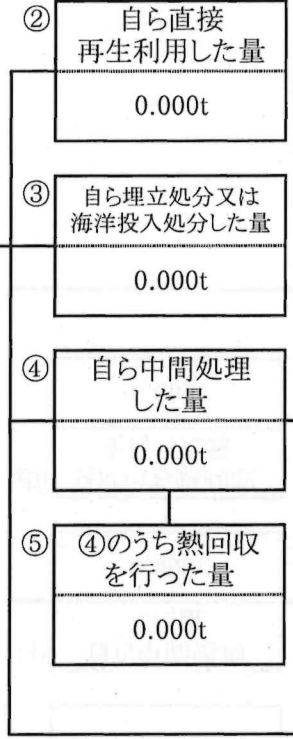 ②
自ら直接
再生利用した量
0.000t
③
自ら埋立処分又は
海洋投入処分した量
0.000t
④
自ら中間処理
した量
0.000t
⑤
④のうち熱回収
を行った量
0.000t